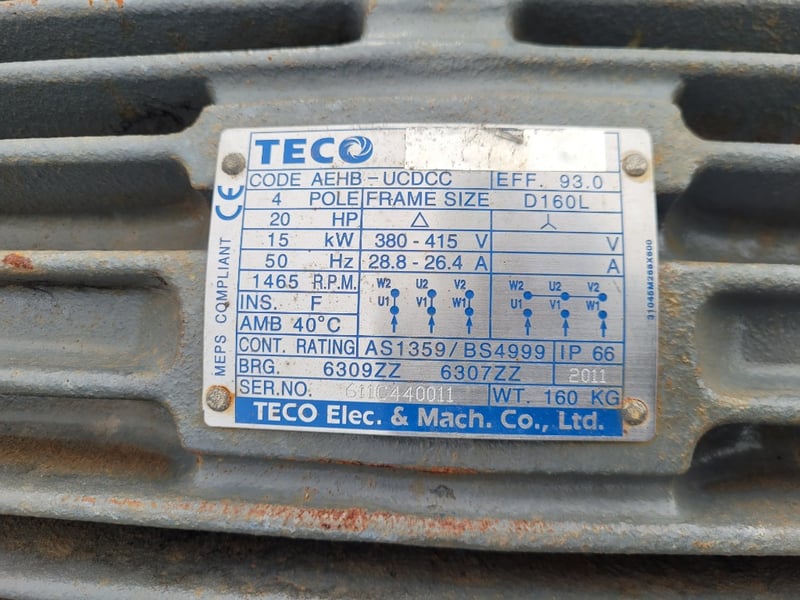 TECO
CODE AEHB-UCDCC EFF. 93.0
4 POLE FRAME SIZE D160L
20 HP △ ⅄
15 kW 380-415 V V
50 Hz 28.8-26.4 A A
1465 R.P.M. W2 U2 V2 W2 U2 V2
INS. F U1 V1 W1 U1 V1 W1
AMB 40°C
CONT. RATING AS1359/BS4999 IP 66
BRG. 6309ZZ 6307ZZ 2011
SER.NO. 611C440011 WT. 160 KG
TECO Elec. & Mach. Co., Ltd.
MEPS COMPLIANT CE